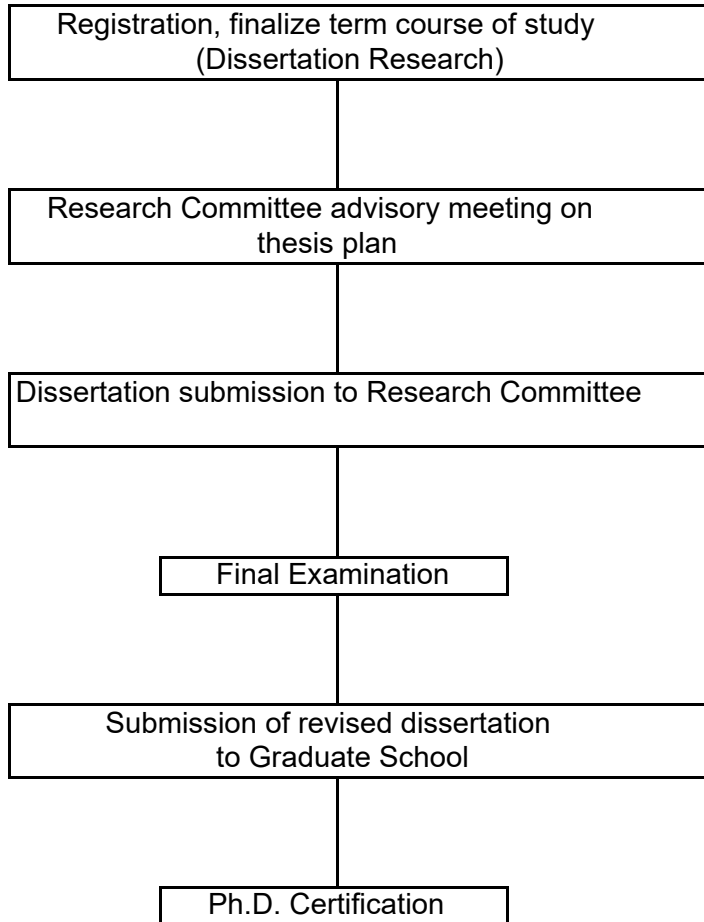 Registration, finalize term course of study
(Dissertation Research)
Research Committee advisory meeting on
thesis plan
Dissertation submission to Research Committee
Final Examination
Submission of revised dissertation
to Graduate School
Ph.D. Certification